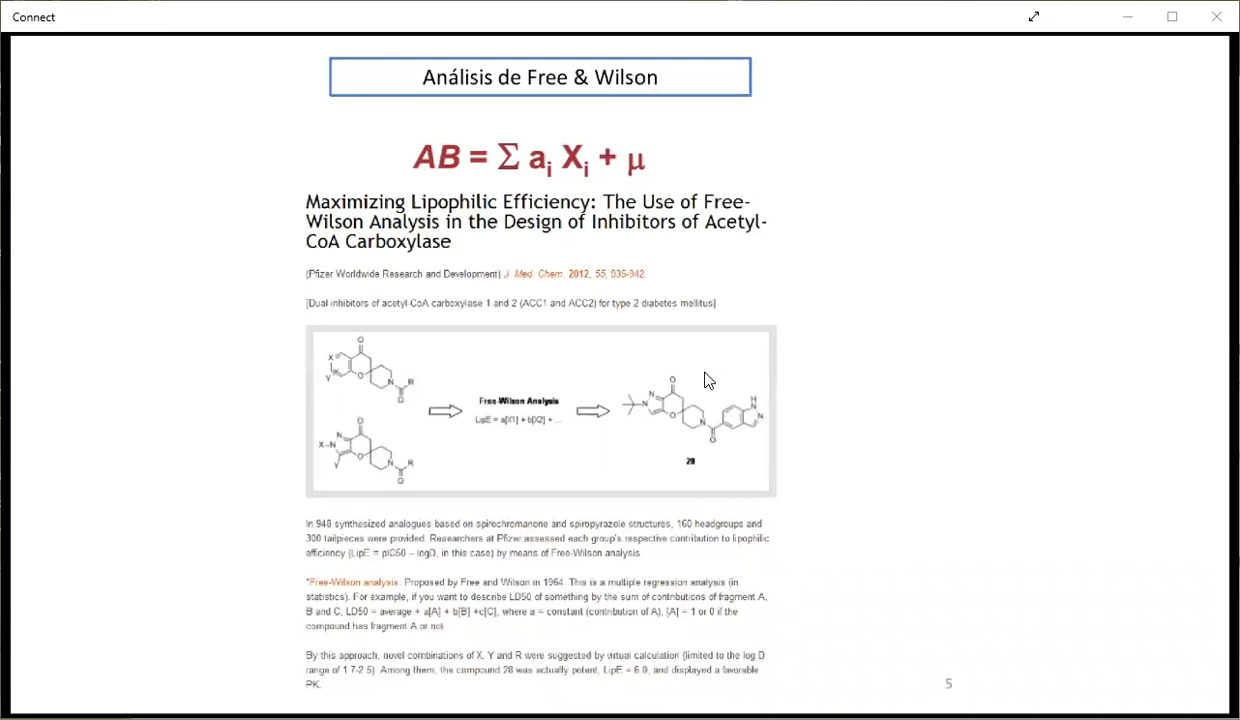 Connect
Análisis de Free & Wilson
AB = Σ ai Xi + μ
Maximizing Lipophilic Efficiency: The Use of Free-
Wilson Analysis in the Design of Inhibitors of Acetyl-
CoA Carboxylase
(Pfizer Worldwide Research and Development) J. Med. Chem. 2012, 55, 935-942.
[Dual inhibitors of acetyl-CoA carboxylase 1 and 2 (ACC1 and ACC2) for type 2 diabetes mellitus]
O
X
Y
O
N
R
O
Free-Wilson Analysis
LipE = a[X1] + b[X2] + ...
O
N
N
O
N
O
H
N
N
28
O
X-N
N
Y
O
N
R
O
In 948 synthesized analogues based on spirochromanone and spiropyrazole structures, 160 headgroups and
300 tailpieces were provided. Researchers at Pfizer assessed each group's respective contribution to lipophilic
efficiency (LipE = pIC50 – logD, in this case) by means of Free-Wilson analysis.
*Free-Wilson analysis: Proposed by Free and Wilson in 1964. This is a multiple regression analysis (in
statistics). For example, if you want to describe LD50 of something by the sum of contributions of fragment A,
B and C, LD50 = average + a[A] + b[B] +c[C], where a = constant (contribution of A), [A] = 1 or 0 if the
compound has fragment A or not.
By this approach, novel combinations of X, Y and R were suggested by virtual calculation (limited to the log D
range of 1.7-2.5). Among them, the compound 28 was actually potent, LipE = 6.0, and displayed a favorable
PK.
5